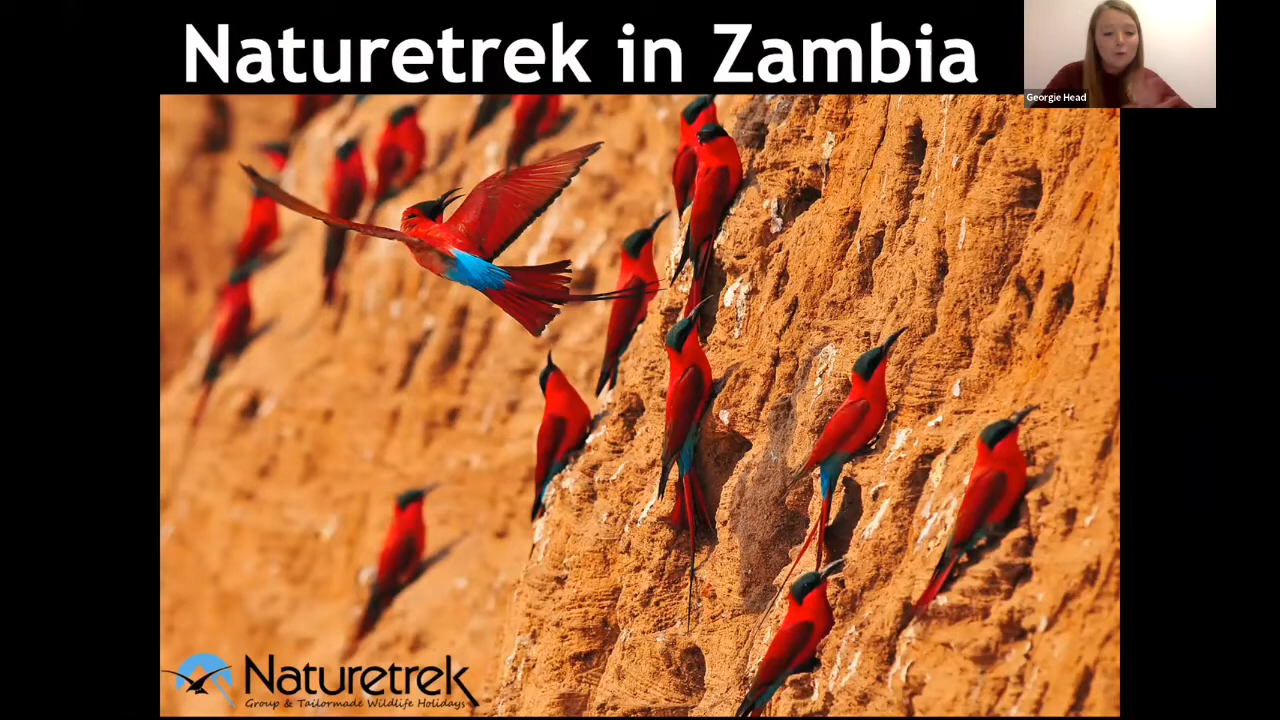 Naturetrek in Zambia
Georgie Head
Naturetrek
Group & Tailormade Wildlife Holidays